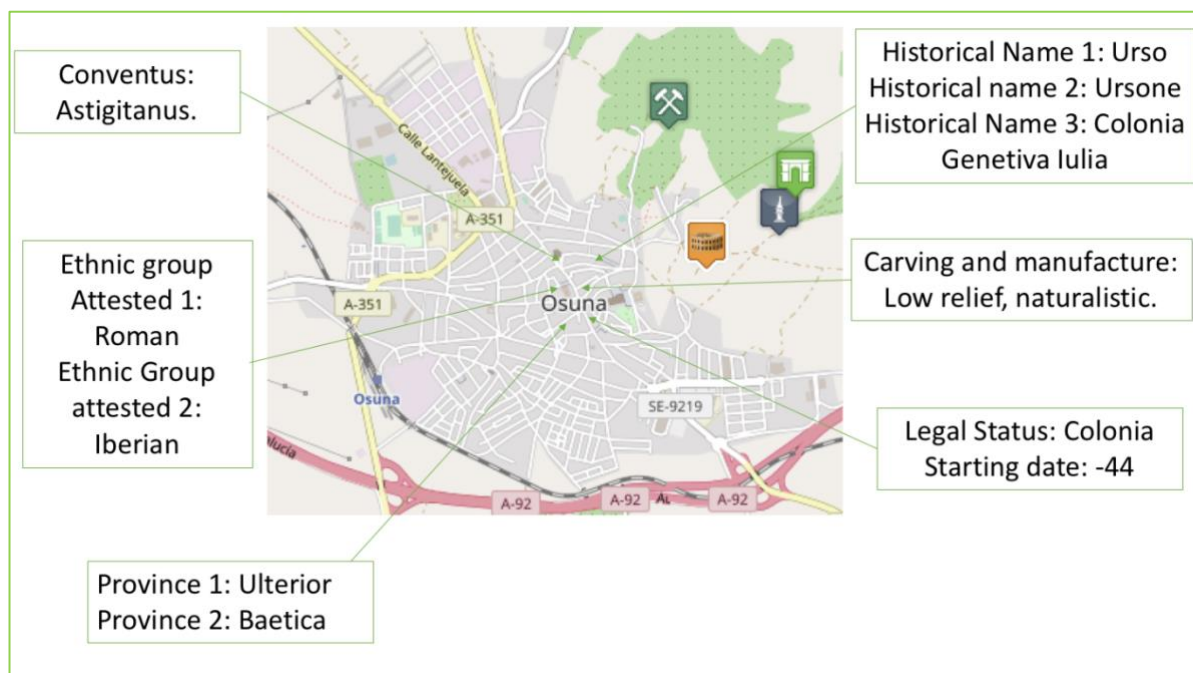 Conventus:
Astigitanus.
Historical Name 1: Urso
Historical name 2: Ursone
Historical Name 3: Colonia
Genetiva Iulia
Ethnic group
Attested 1:
Roman
Ethnic Group
attested 2:
Iberian
Carving and manufacture:
Low relief, naturalistic.
Legal Status: Colonia
Starting date: -44
Province 1: Ulterior
Province 2: Baetica
Calle Lantejuela
A-351
A-351
Osuna
Osuna
SE-9219
A-92
A-92
A-92